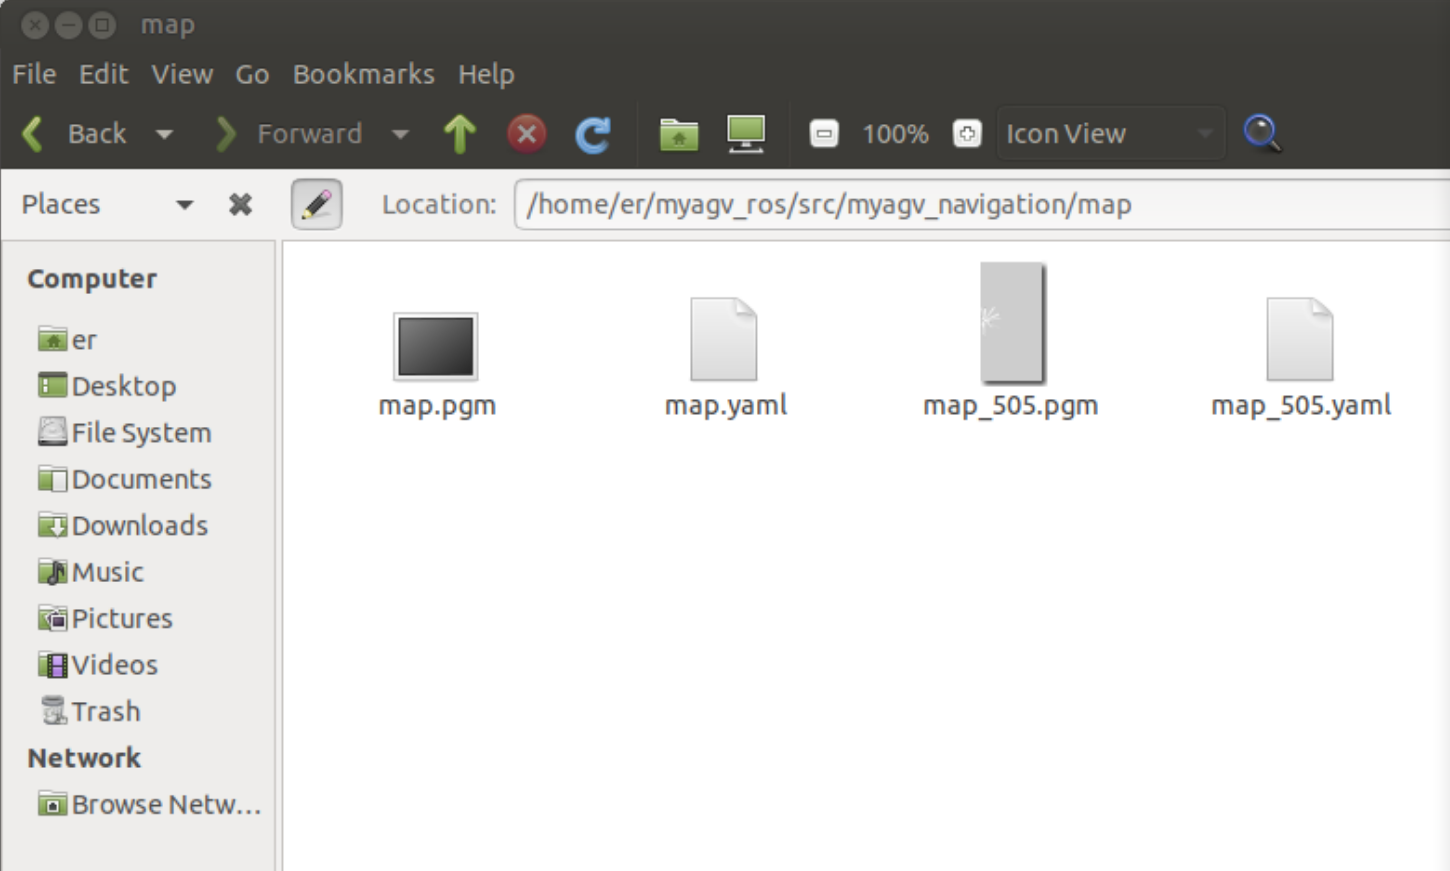 map
File Edit View Go Bookmarks Help
Back Forward 100% Icon View
Places Location: /home/er/myagv_ros/src/myagv_navigation/map
Computer
er
Desktop
File System
Documents
Downloads
Music
Pictures
Videos
Trash
Network
Browse Netw...
map.pgm map.yaml map_505.pgm map_505.yaml